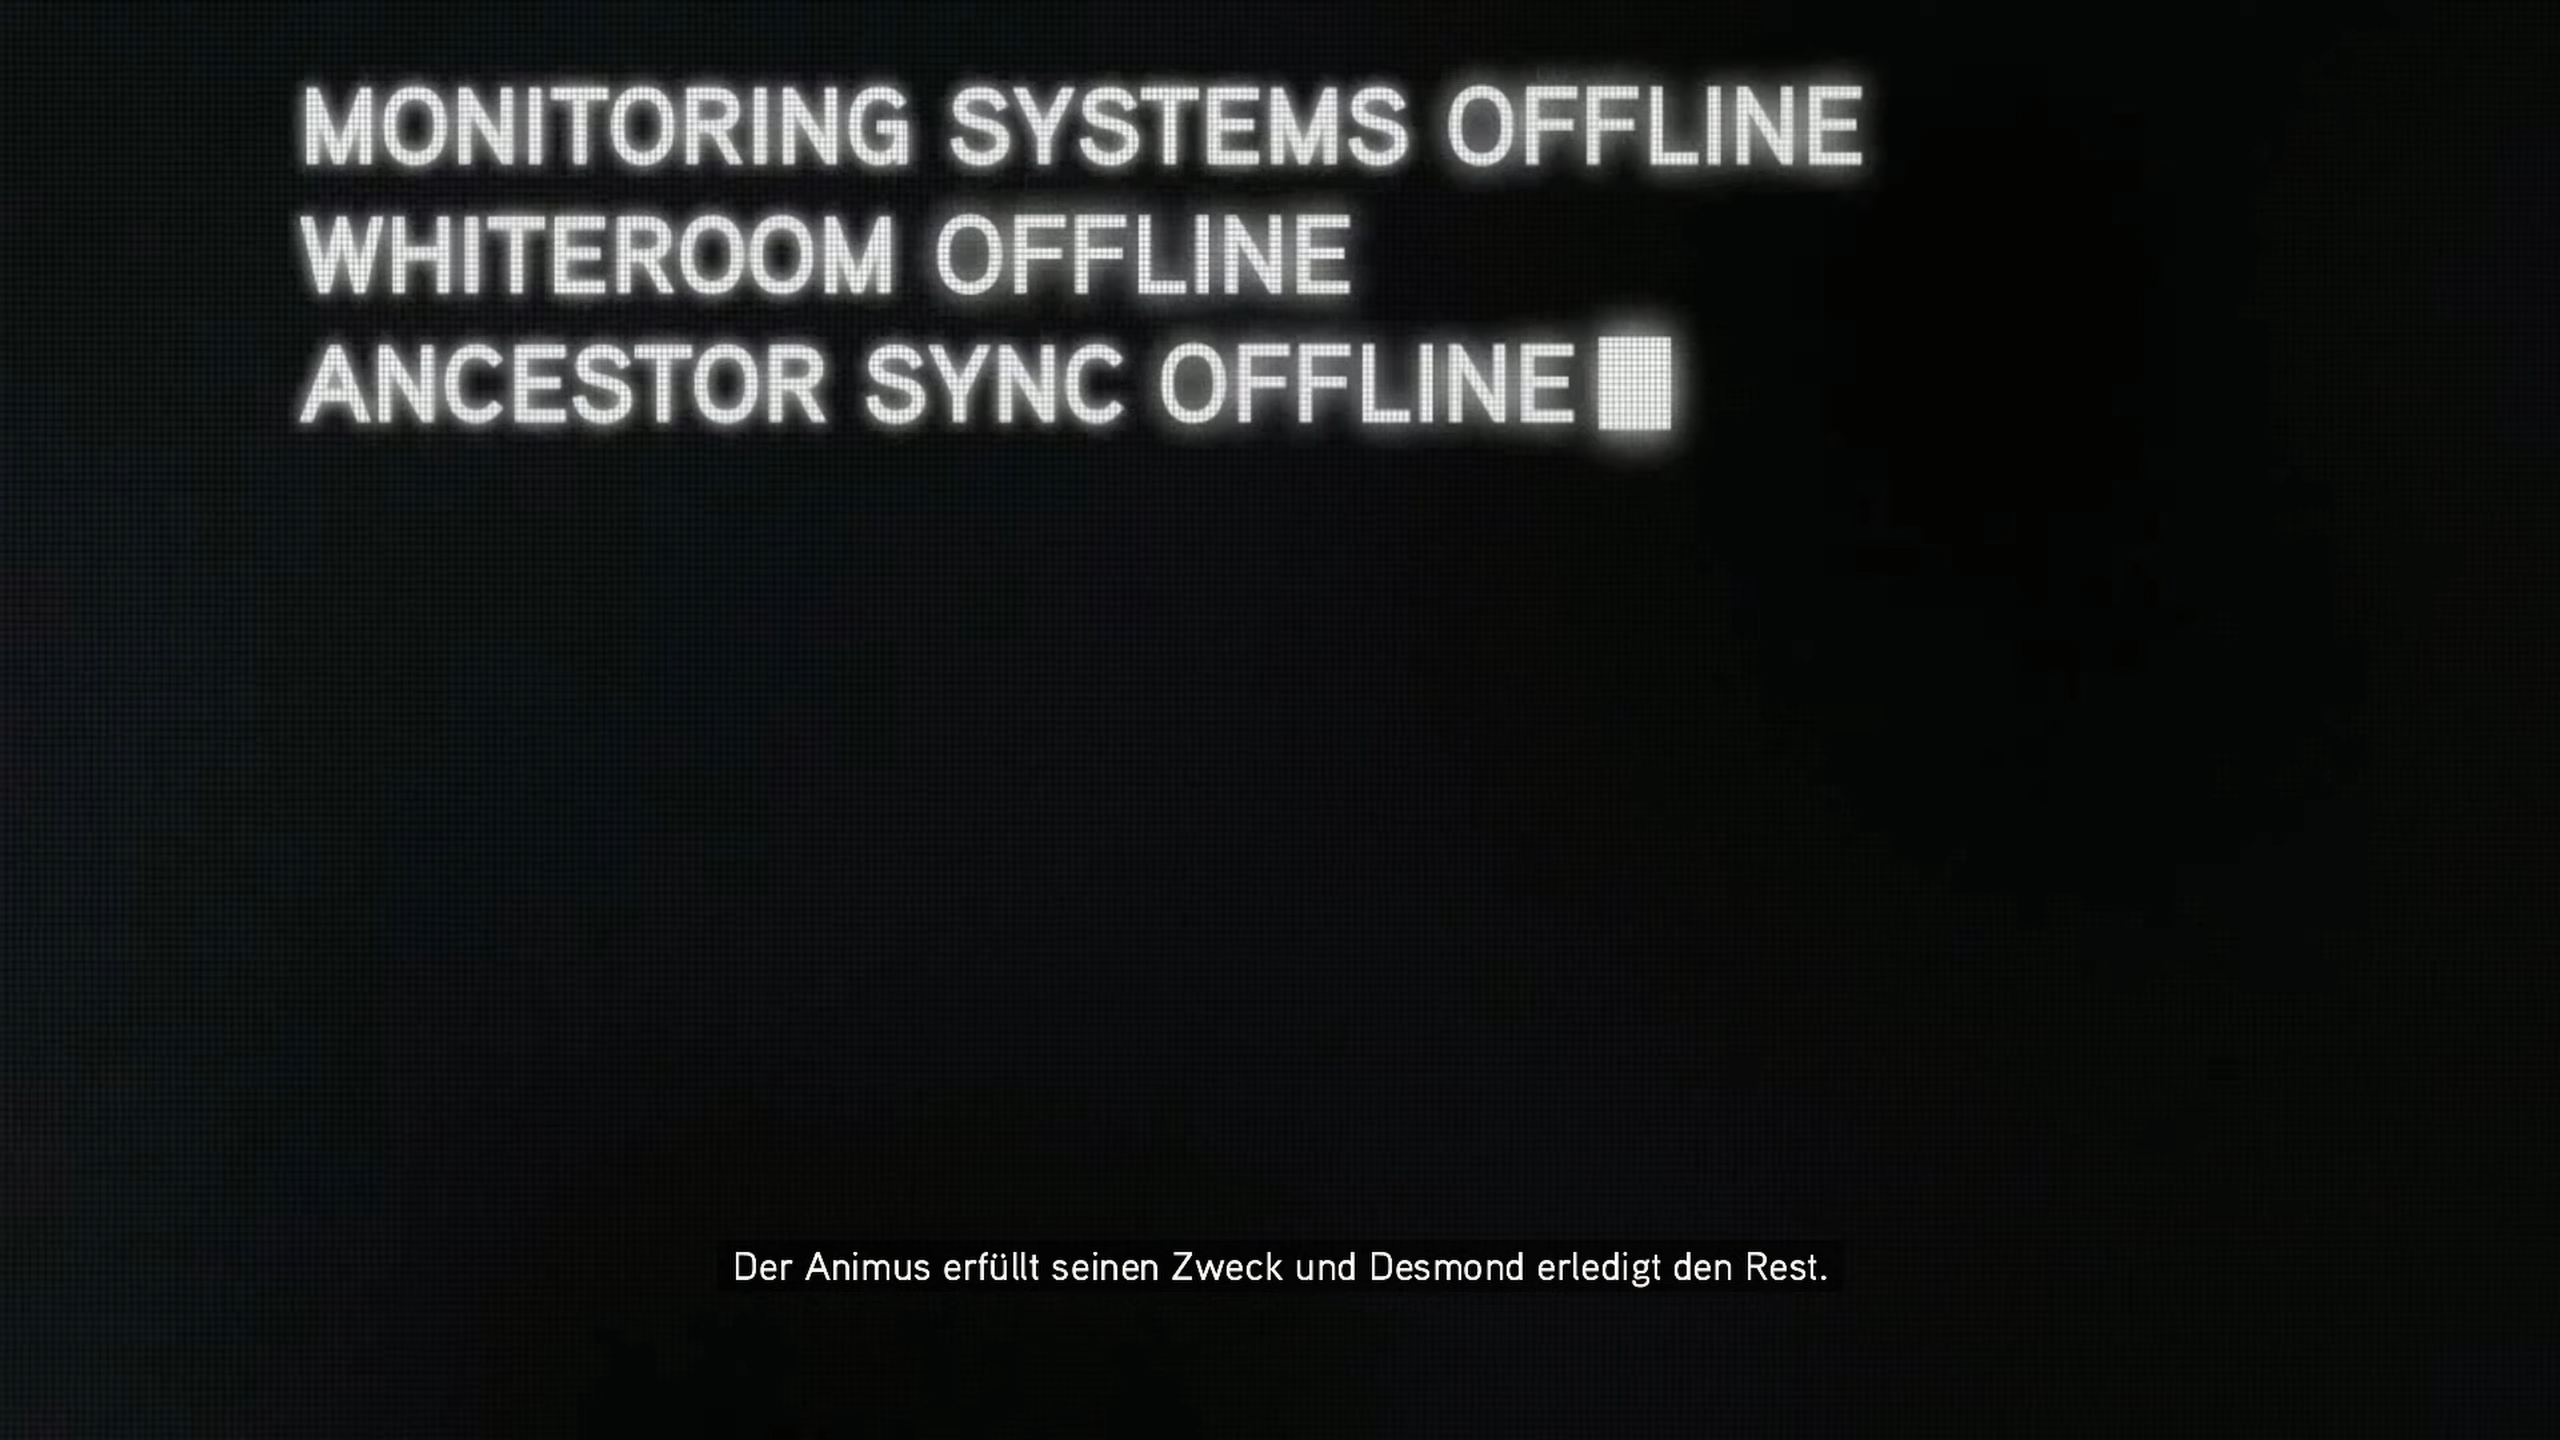 MONITORING SYSTEMS OFFLINE
WHITEROOM OFFLINE
ANCESTOR SYNC OFFLINE
Der Animus erfüllt seinen Zweck und Desmond erledigt den Rest.